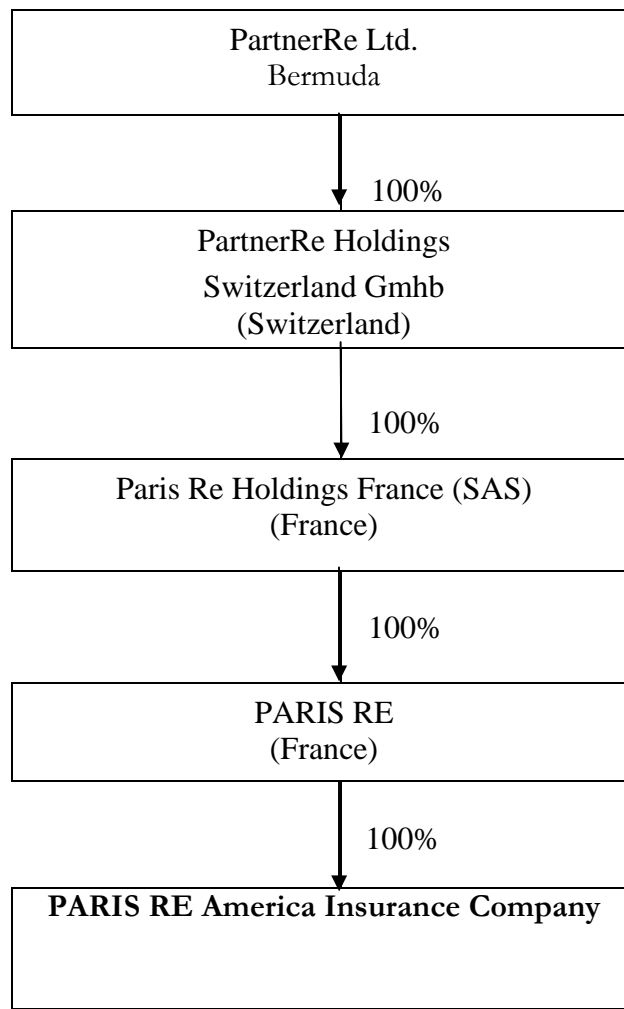 PartnerRe Ltd.
Bermuda
100%
PartnerRe Holdings
Switzerland Gmhb
(Switzerland)
100%
Paris Re Holdings France (SAS)
(France)
100%
PARIS RE
(France)
100%
PARIS RE America Insurance Company